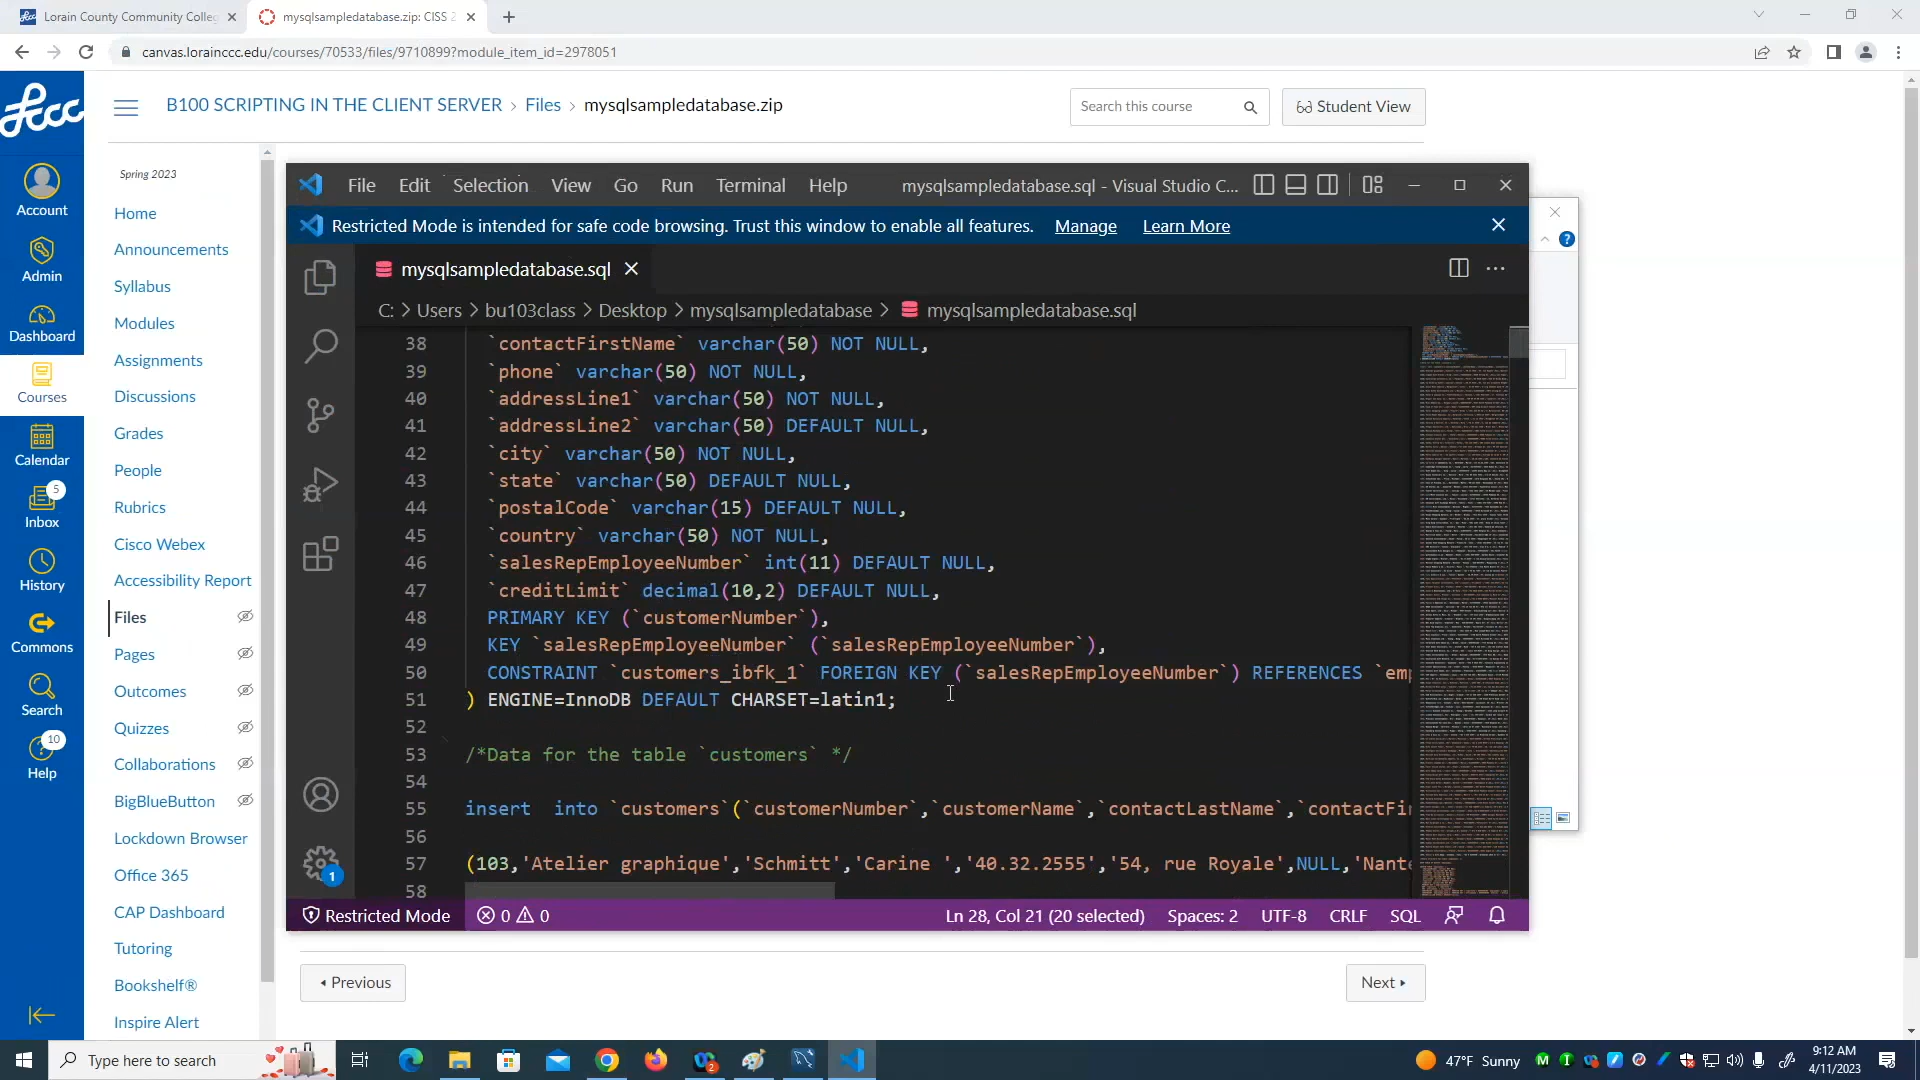 Lorain County Community Colleg
mysqlsampledatabase.zip: CISS 2
canvas.lorainccc.edu/courses/70533/files/9710899?module_item_id=2978051
lccc
B100 SCRIPTING IN THE CLIENT SERVER > Files > mysqlsampledatabase.zip
Search this course
Student View
Account
Admin
Dashboard
Courses
Calendar
5
Inbox
History
Commons
Search
10
Help
Spring 2023
Home
Announcements
Syllabus
Modules
Assignments
Discussions
Grades
People
Rubrics
Cisco Webex
Accessibility Report
Files
Pages
Outcomes
Quizzes
Collaborations
BigBlueButton
Lockdown Browser
Office 365
CAP Dashboard
Tutoring
Bookshelf®
Inspire Alert
File Edit Selection View Go Run Terminal Help mysqlsampledatabase.sql - Visual Studio C...
Restricted Mode is intended for safe code browsing. Trust this window to enable all features. Manage Learn More
mysqlsampledatabase.sql
C: > Users > bu103class > Desktop > mysqlsampledatabase > mysqlsampledatabase.sql
38 `contactFirstName` varchar(50) NOT NULL,
39 `phone` varchar(50) NOT NULL,
40 `addressLine1` varchar(50) NOT NULL,
41 `addressLine2` varchar(50) DEFAULT NULL,
42 `city` varchar(50) NOT NULL,
43 `state` varchar(50) DEFAULT NULL,
44 `postalCode` varchar(15) DEFAULT NULL,
45 `country` varchar(50) NOT NULL,
46 `salesRepEmployeeNumber` int(11) DEFAULT NULL,
47 `creditLimit` decimal(10,2) DEFAULT NULL,
48 PRIMARY KEY (`customerNumber`),
49 KEY `salesRepEmployeeNumber` (`salesRepEmployeeNumber`),
50 CONSTRAINT `customers_ibfk_1` FOREIGN KEY (`salesRepEmployeeNumber`) REFERENCES `emp
51 ) ENGINE=InnoDB DEFAULT CHARSET=latin1;
52
53 /*Data for the table `customers` */
54
55 insert into `customers`(`customerNumber`,`customerName`,`contactLastName`,`contactFir
56
57 (103,'Atelier graphique','Schmitt','Carine ','40.32.2555','54, rue Royale',NULL,'Nante
58
1
Restricted Mode 0 0 Ln 28, Col 21 (20 selected) Spaces: 2 UTF-8 CRLF SQL
Previous
Next
Type here to search
2
47°F Sunny
9:12 AM
4/11/2023